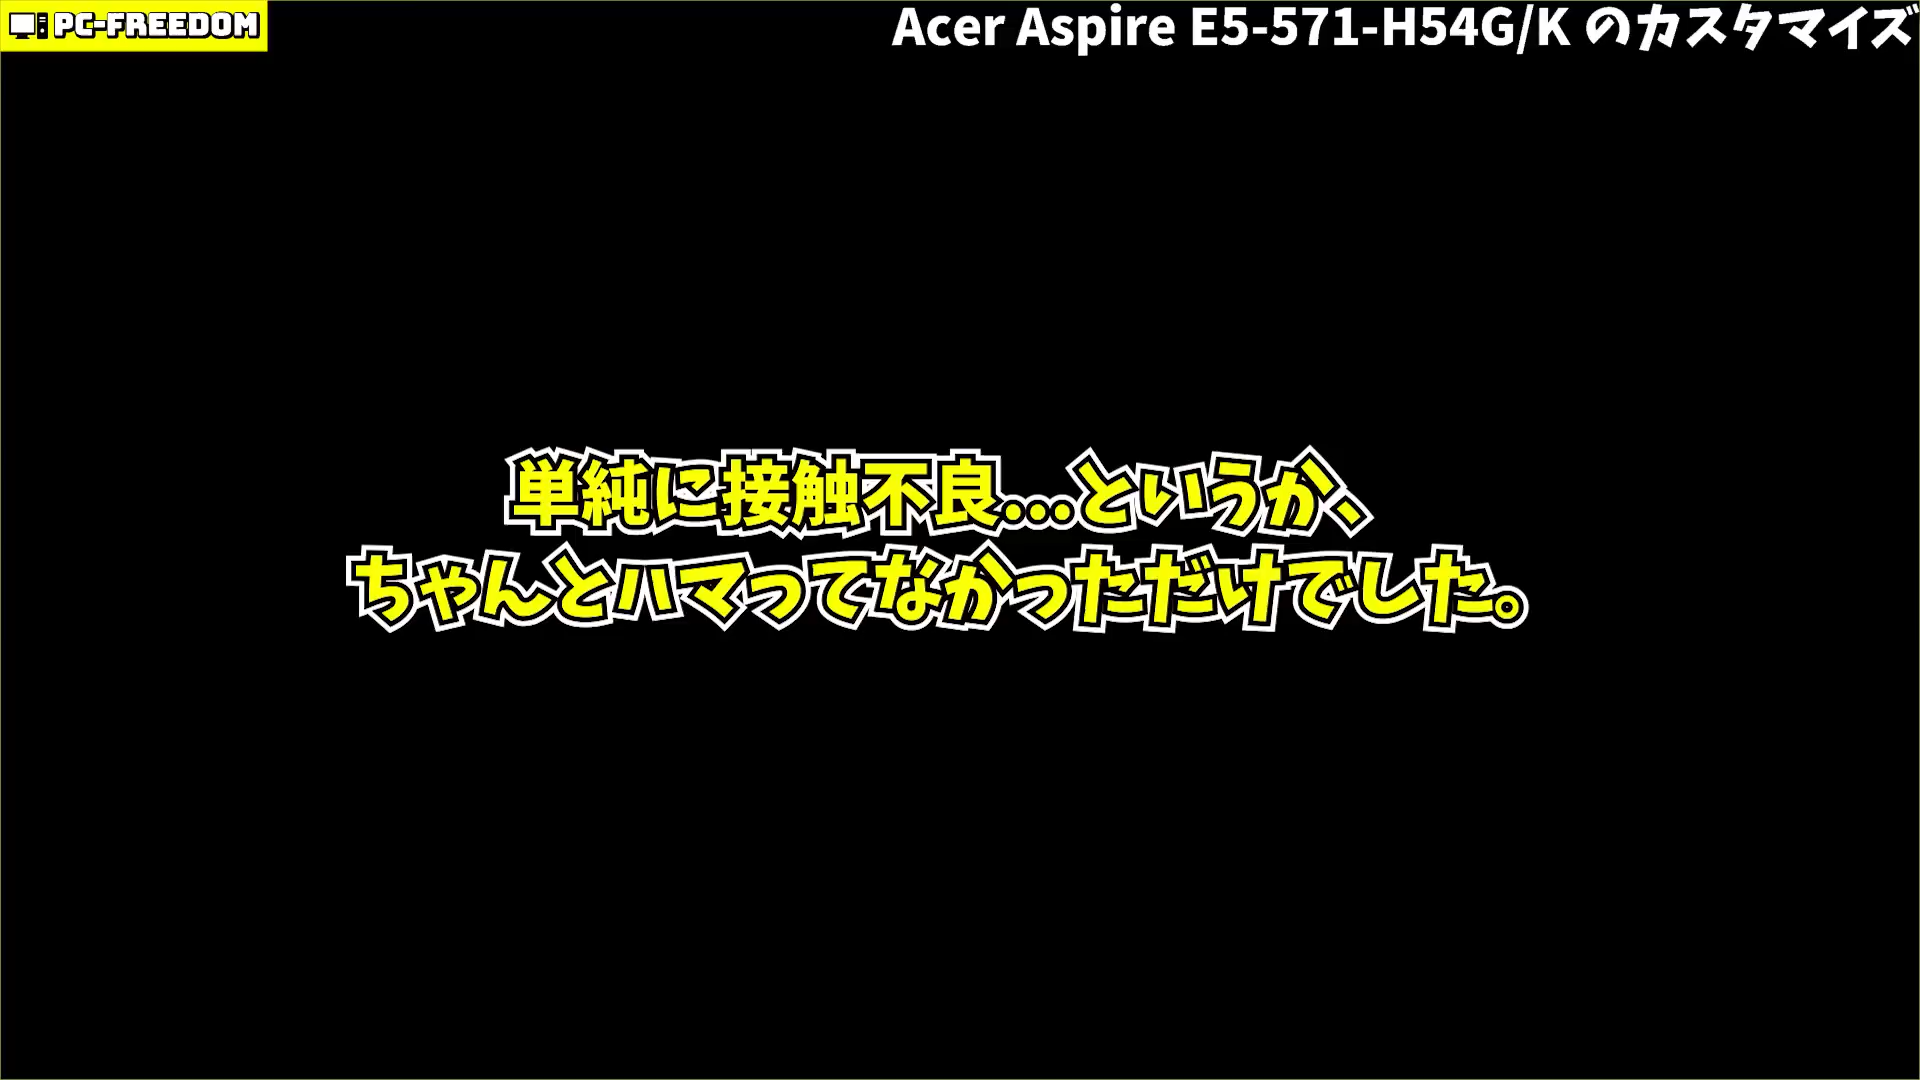 PC-FREEDOM
Acer Aspire E5-571-H54G/K のカスタマイズ
単純に接触不良...というか、
ちゃんとハマってなかっただけでした。